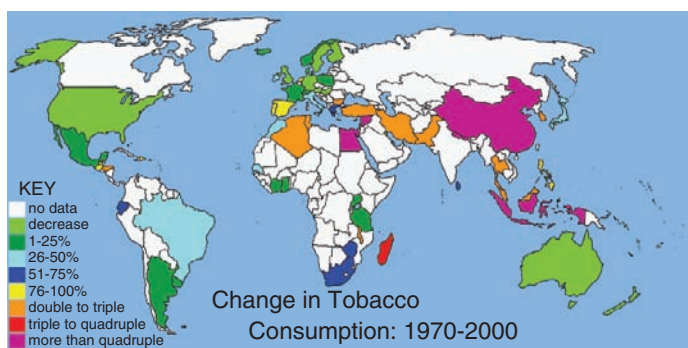 KEY
no data
decrease
1-25%
26-50%
51-75%
76-100%
double to triple
triple to quadruple
more than quadruple
Change in Tobacco
Consumption: 1970-2000